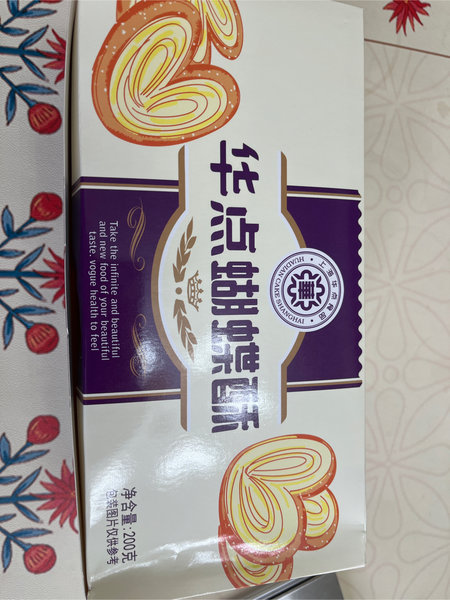 华点蝴蝶酥
HUADIAN CAKE SHANGHAI
Take the infinite and beautiful
and new food of your beautiful
taste. vogue health to feel
净含量:200克
包装图片仅供参考